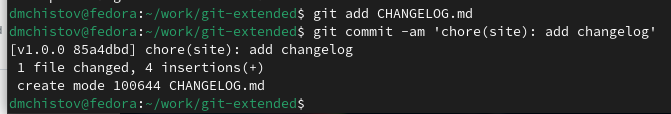 dmchistov@fedora:~/work/git-extended$ git add CHANGELOG.md
dmchistov@fedora:~/work/git-extended$ git commit -am 'chore(site): add changelog'
[v1.0.0 85a4dbd] chore(site): add changelog
 1 file changed, 4 insertions(+)
 create mode 100644 CHANGELOG.md
dmchistov@fedora:~/work/git-extended$